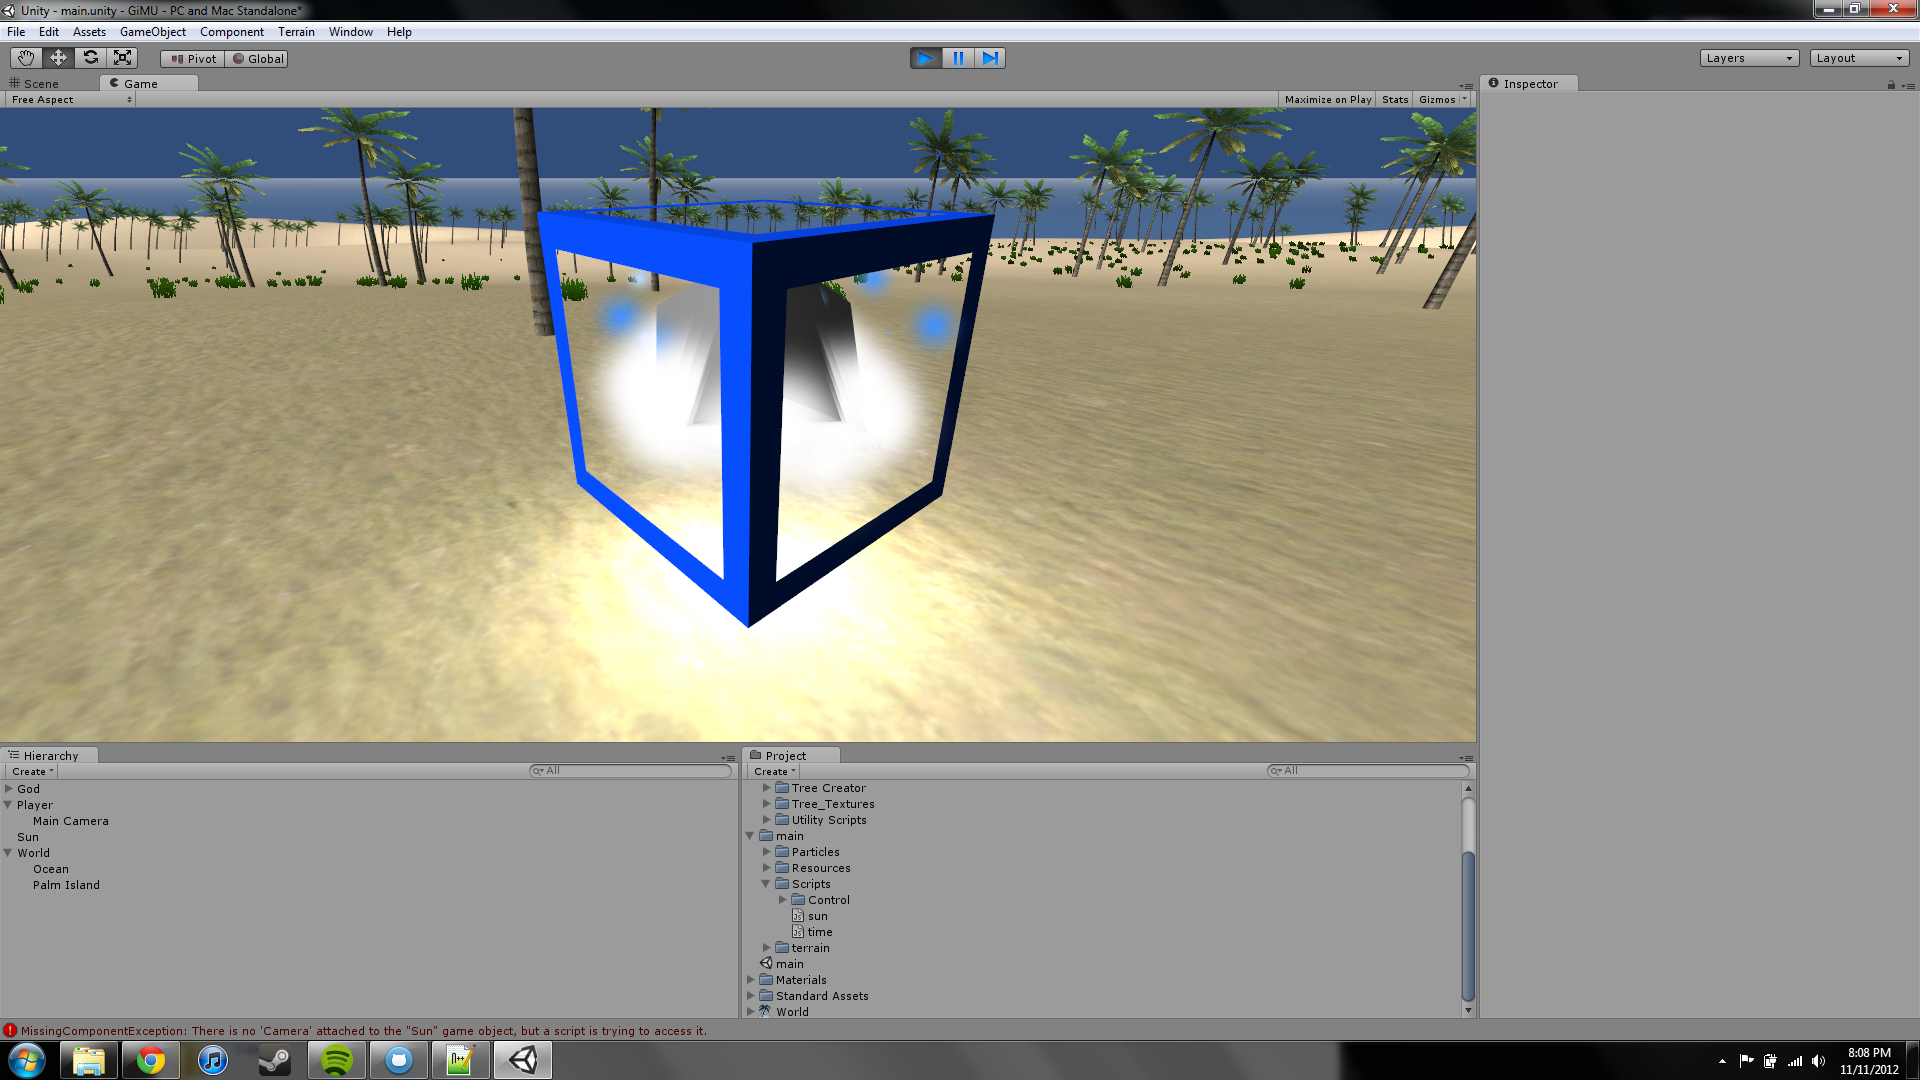 Unity - main.unity - GiMU - PC and Mac Standalone*
File Edit Assets GameObject Component Terrain Window Help
Pivot Global Layers Layout
Scene Game Inspector
Free Aspect Maximize on Play Stats Gizmos
Hierarchy
Create All
God
Player
Main Camera
Sun
World
Ocean
Palm Island
Project
Create All
Tree Creator
Tree_Textures
Utility Scripts
main
Particles
Resources
Scripts
Control
sun
time
terrain
main
Materials
Standard Assets
World
MissingComponentException: There is no 'Camera' attached to the "Sun" game object, but a script is trying to access it.
8:08 PM
11/11/2012